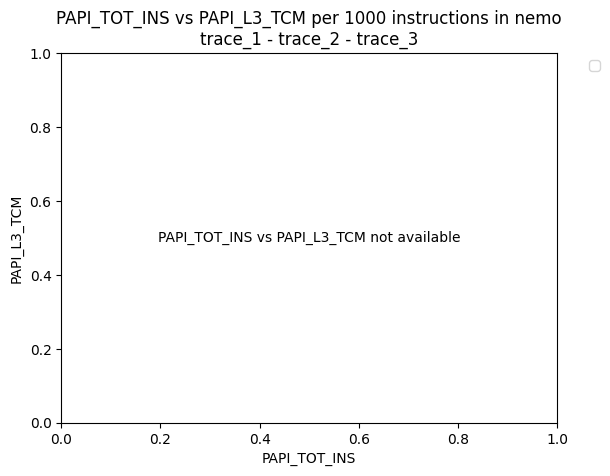 PAPI_TOT_INS vs PAPI_L3_TCM per 1000 instructions in nemo
trace_1 - trace_2 - trace_3
1.0
0.8
0.6
0.4
0.2
0.0
PAPI_L3_TCM
PAPI_TOT_INS vs PAPI_L3_TCM not available
0.0 0.2 0.4 0.6 0.8 1.0
PAPI_TOT_INS